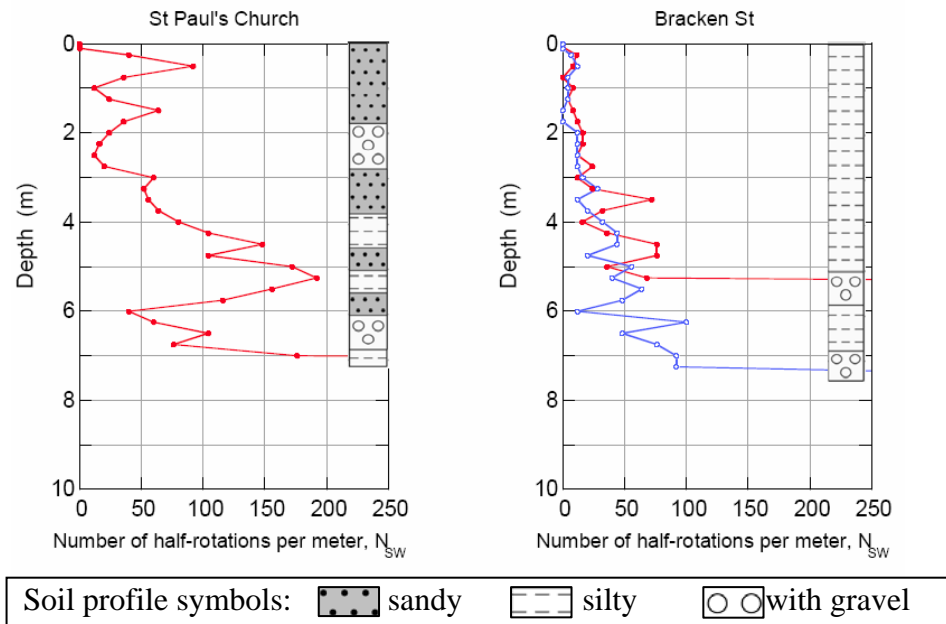 St Paul's Church
0
2
4
6
8
10
Depth (m)
0 50 100 150 200 250
Number of half-rotations per meter, N_SW
Bracken St
0
2
4
6
8
10
Depth (m)
0 50 100 150 200 250
Number of half-rotations per meter, N_SW
Soil profile symbols: sandy silty with gravel